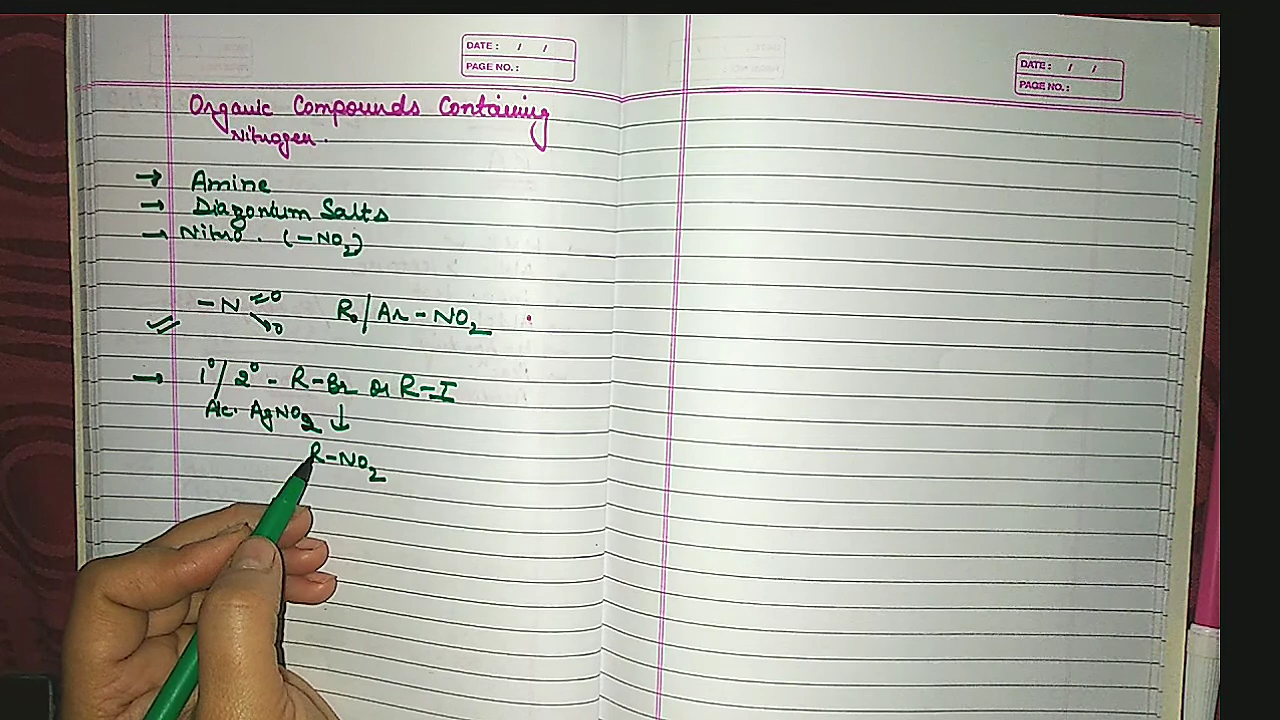 DATE: / /
PAGE NO.:
DATE: / /
PAGE NO.:
Organic Compounds Containing
Nitrogen.
→ Amine
→ Diazonium Salts
→ Nitro. (-NO₂)
-N =O ↘O R/Ar-NO₂
→ 1°/2° - R-Br or R-I
Alc. AgNO₂ ↓
R-NO₂